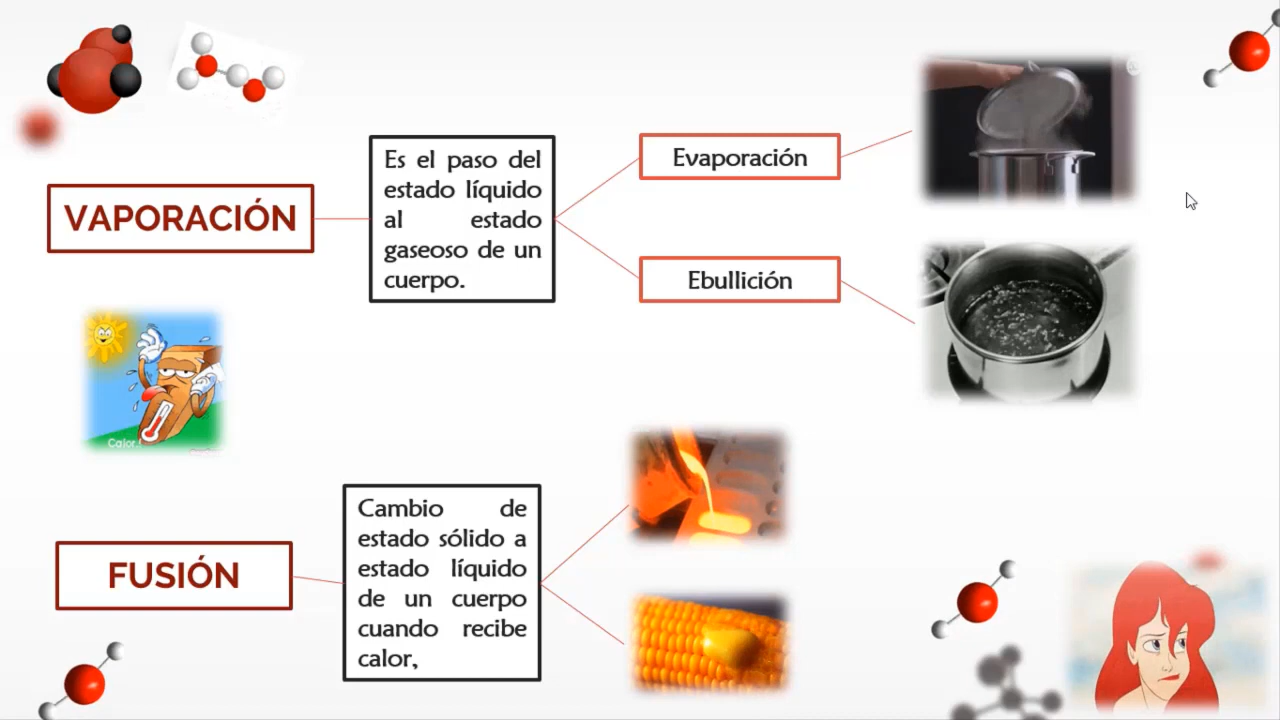 VAPORACIÓN
Es el paso del
estado líquido
al estado
gaseoso de un
cuerpo.
Evaporación
Ebullición
Calor.!
FUSIÓN
Cambio de
estado sólido a
estado líquido
de un cuerpo
cuando recibe
calor,